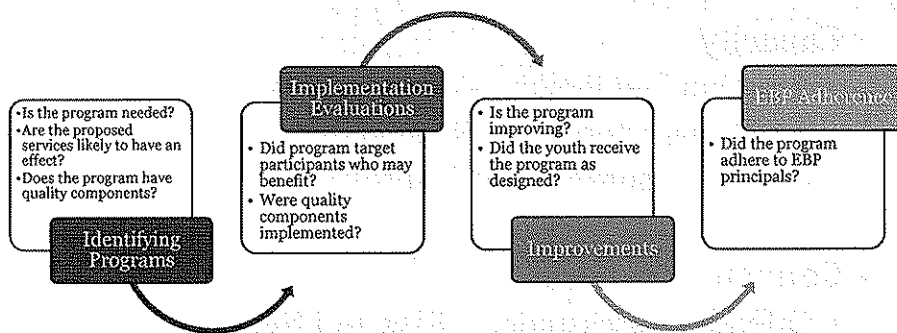 •Is the program needed?
•Are the proposed
services likely to have an
effect?
•Does the program have
quality components?
Identifying
Programs
Implementation
Evaluations
• Did program target
participants who may
benefit?
• Were quality
components
implemented?
• Is the program
improving?
• Did the youth receive
the program as
designed?
Improvements
EBP Adherence
• Did the program
adhere to EBP
principals?